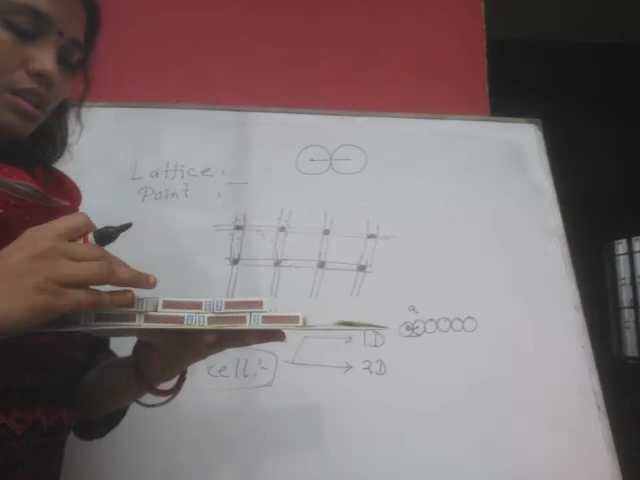 Lattice :
Point :
a
1D
cell :-
2D